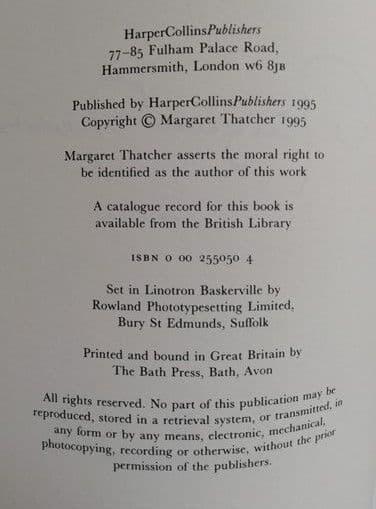 HarperCollinsPublishers
77–85 Fulham Palace Road,
Hammersmith, London W6 8JB
Published by HarperCollinsPublishers 1995
Copyright © Margaret Thatcher 1995
Margaret Thatcher asserts the moral right to
be identified as the author of this work
A catalogue record for this book is
available from the British Library
ISBN 0 00 255050 4
Set in Linotron Baskerville by
Rowland Phototypesetting Limited,
Bury St Edmunds, Suffolk
Printed and bound in Great Britain by
The Bath Press, Bath, Avon
All rights reserved. No part of this publication may be
reproduced, stored in a retrieval system, or transmitted, in
any form or by any means, electronic, mechanical,
photocopying, recording or otherwise, without the prior
permission of the publishers.